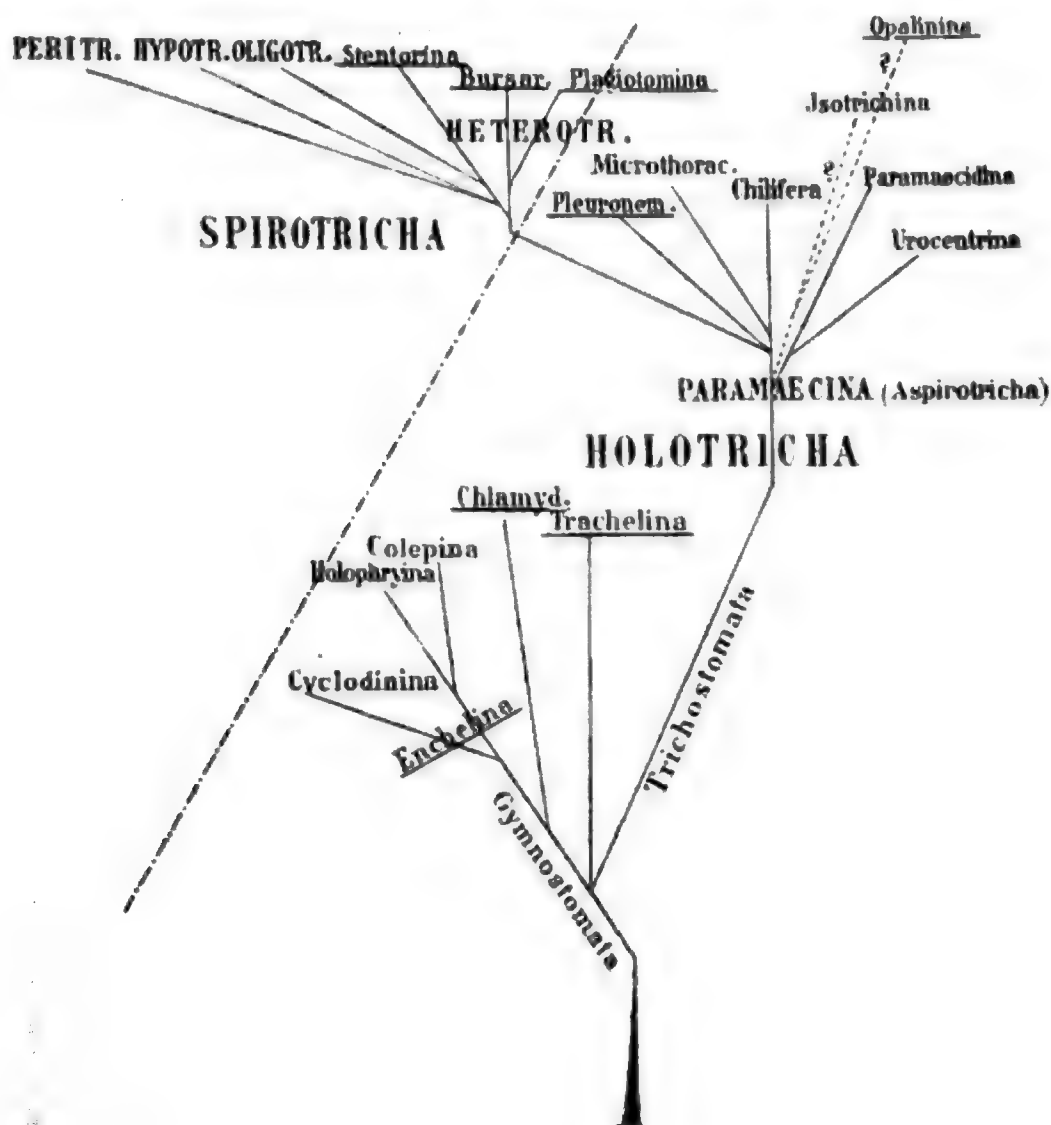 Opalinina
?
PERITR. HYPOTR. OLIGOTR. Stentorina
Bursar. Plagiotomina
Jsotrichina
HETEROTR.
Microthorac.
?
Chilifera
Paramaecidina
Pleuronem.
SPIROTRICHA
Urocentrina
PARAMAECINA (Aspirotricha)
HOLOTRICHA
Chlamyd.
Trachelina
Colepina
Holophryina
Cyclodinina
Enchelina
Trichostomata
Gymnostomata